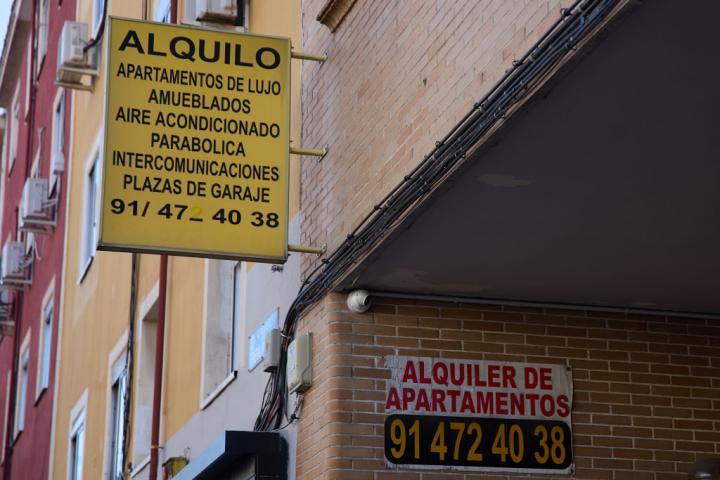 ALQUILO
APARTAMENTOS DE LUJO
AMUEBLADOS
AIRE ACONDICIONADO
PARABOLICA
INTERCOMUNICACIONES
PLAZAS DE GARAJE
91/ 472 40 38
ALQUILER DE
APARTAMENTOS
91 472 40 38